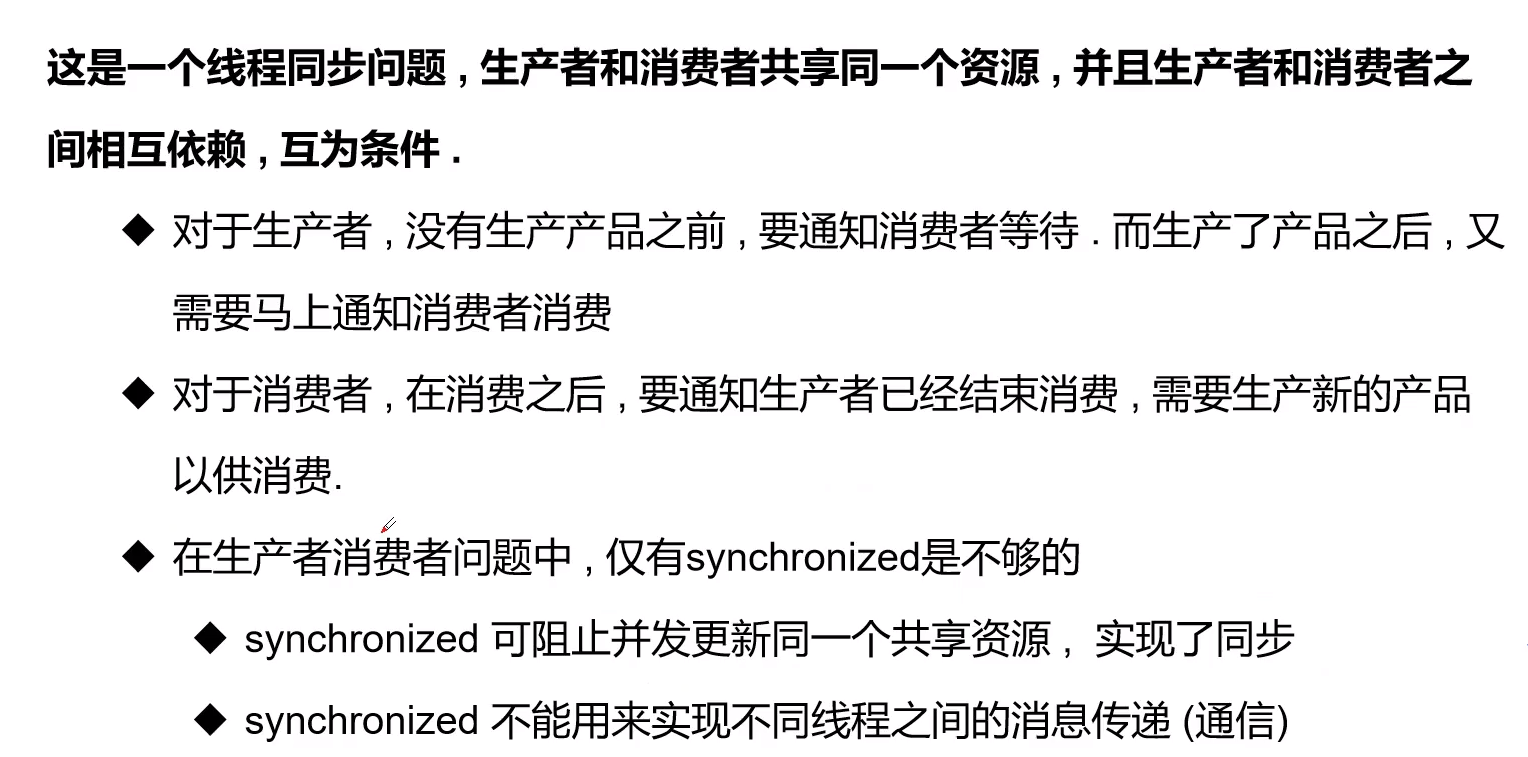 这是一个线程同步问题 , 生产者和消费者共享同一个资源 , 并且生产者和消费者之
间相互依赖 , 互为条件 .
◆ 对于生产者 , 没有生产产品之前 , 要通知消费者等待 . 而生产了产品之后 , 又
需要马上通知消费者消费
◆ 对于消费者 , 在消费之后 , 要通知生产者已经结束消费 , 需要生产新的产品
以供消费.
◆ 在生产者消费者问题中 , 仅有synchronized是不够的
◆ synchronized 可阻止并发更新同一个共享资源 , 实现了同步
◆ synchronized 不能用来实现不同线程之间的消息传递 (通信)